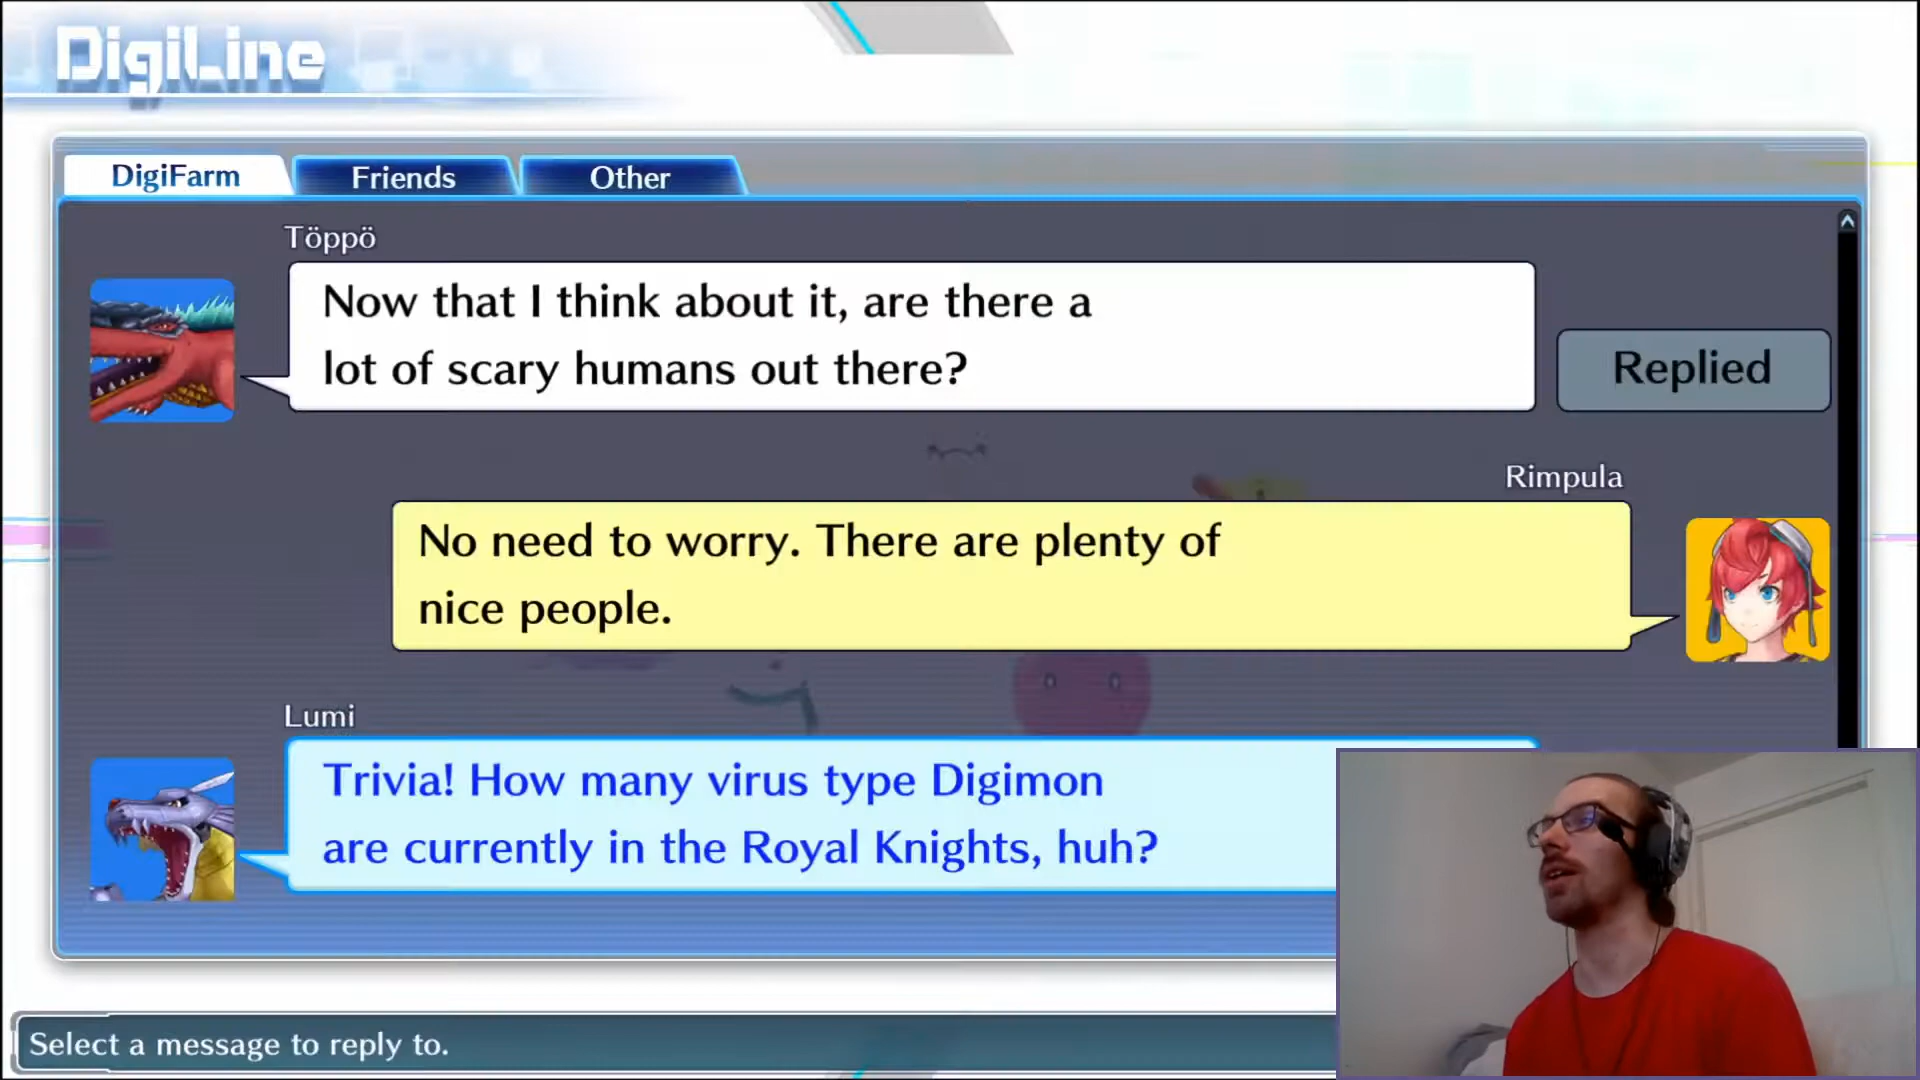 DigiLine
DigiFarm
Friends
Other
Töppö
Now that I think about it, are there a
lot of scary humans out there?
Replied
Rimpula
No need to worry. There are plenty of
nice people.
Lumi
Trivia! How many virus type Digimon
are currently in the Royal Knights, huh?
Select a message to reply to.